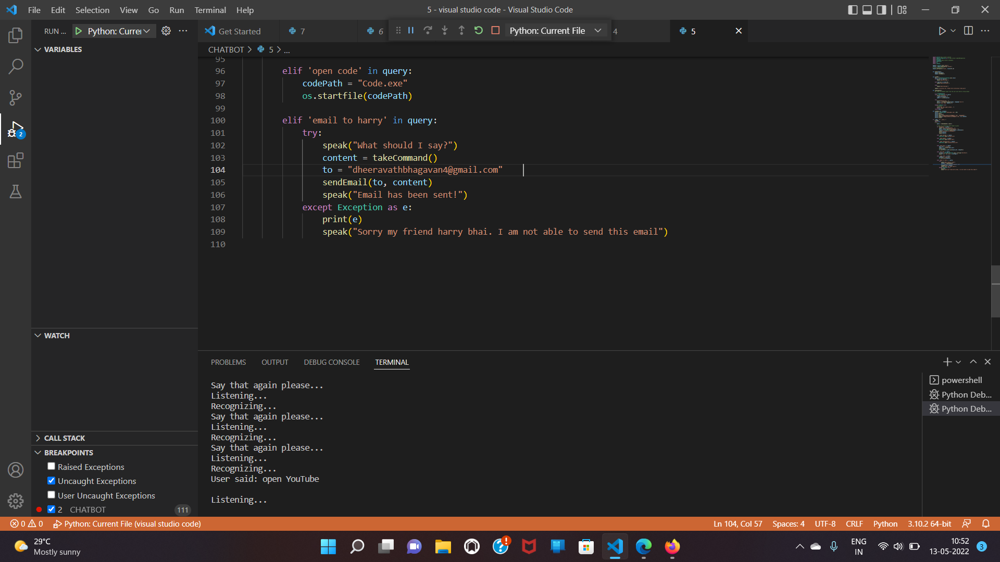 File Edit Selection View Go Run Terminal Help
5 - visual studio code - Visual Studio Code
RUN ... Python: Currer
Get Started 7 6 Python: Current File 4 5
VARIABLES
CHATBOT > 5 > ...
95
96 elif 'open code' in query:
97 codePath = "Code.exe"
98 os.startfile(codePath)
99
100 elif 'email to harry' in query:
101 try:
102 speak("What should I say?")
103 content = takeCommand()
104 to = "dheeravathbhagavan4@gmail.com"
105 sendEmail(to, content)
106 speak("Email has been sent!")
107 except Exception as e:
108 print(e)
109 speak("Sorry my friend harry bhai. I am not able to send this email")
110
2
WATCH
CALL STACK
BREAKPOINTS
Raised Exceptions
Uncaught Exceptions
User Uncaught Exceptions
2 CHATBOT 111
PROBLEMS OUTPUT DEBUG CONSOLE TERMINAL
Say that again please...
Listening...
Recognizing...
Say that again please...
Listening...
Recognizing...
Say that again please...
Listening...
Recognizing...
User said: open YouTube
Listening...
powershell
Python Deb...
Python Deb...
0 0 Python: Current File (visual studio code)
Ln 104, Col 57 Spaces: 4 UTF-8 CRLF Python 3.10.2 64-bit
29°C
Mostly sunny
ENG
IN
10:52
13-05-2022
3